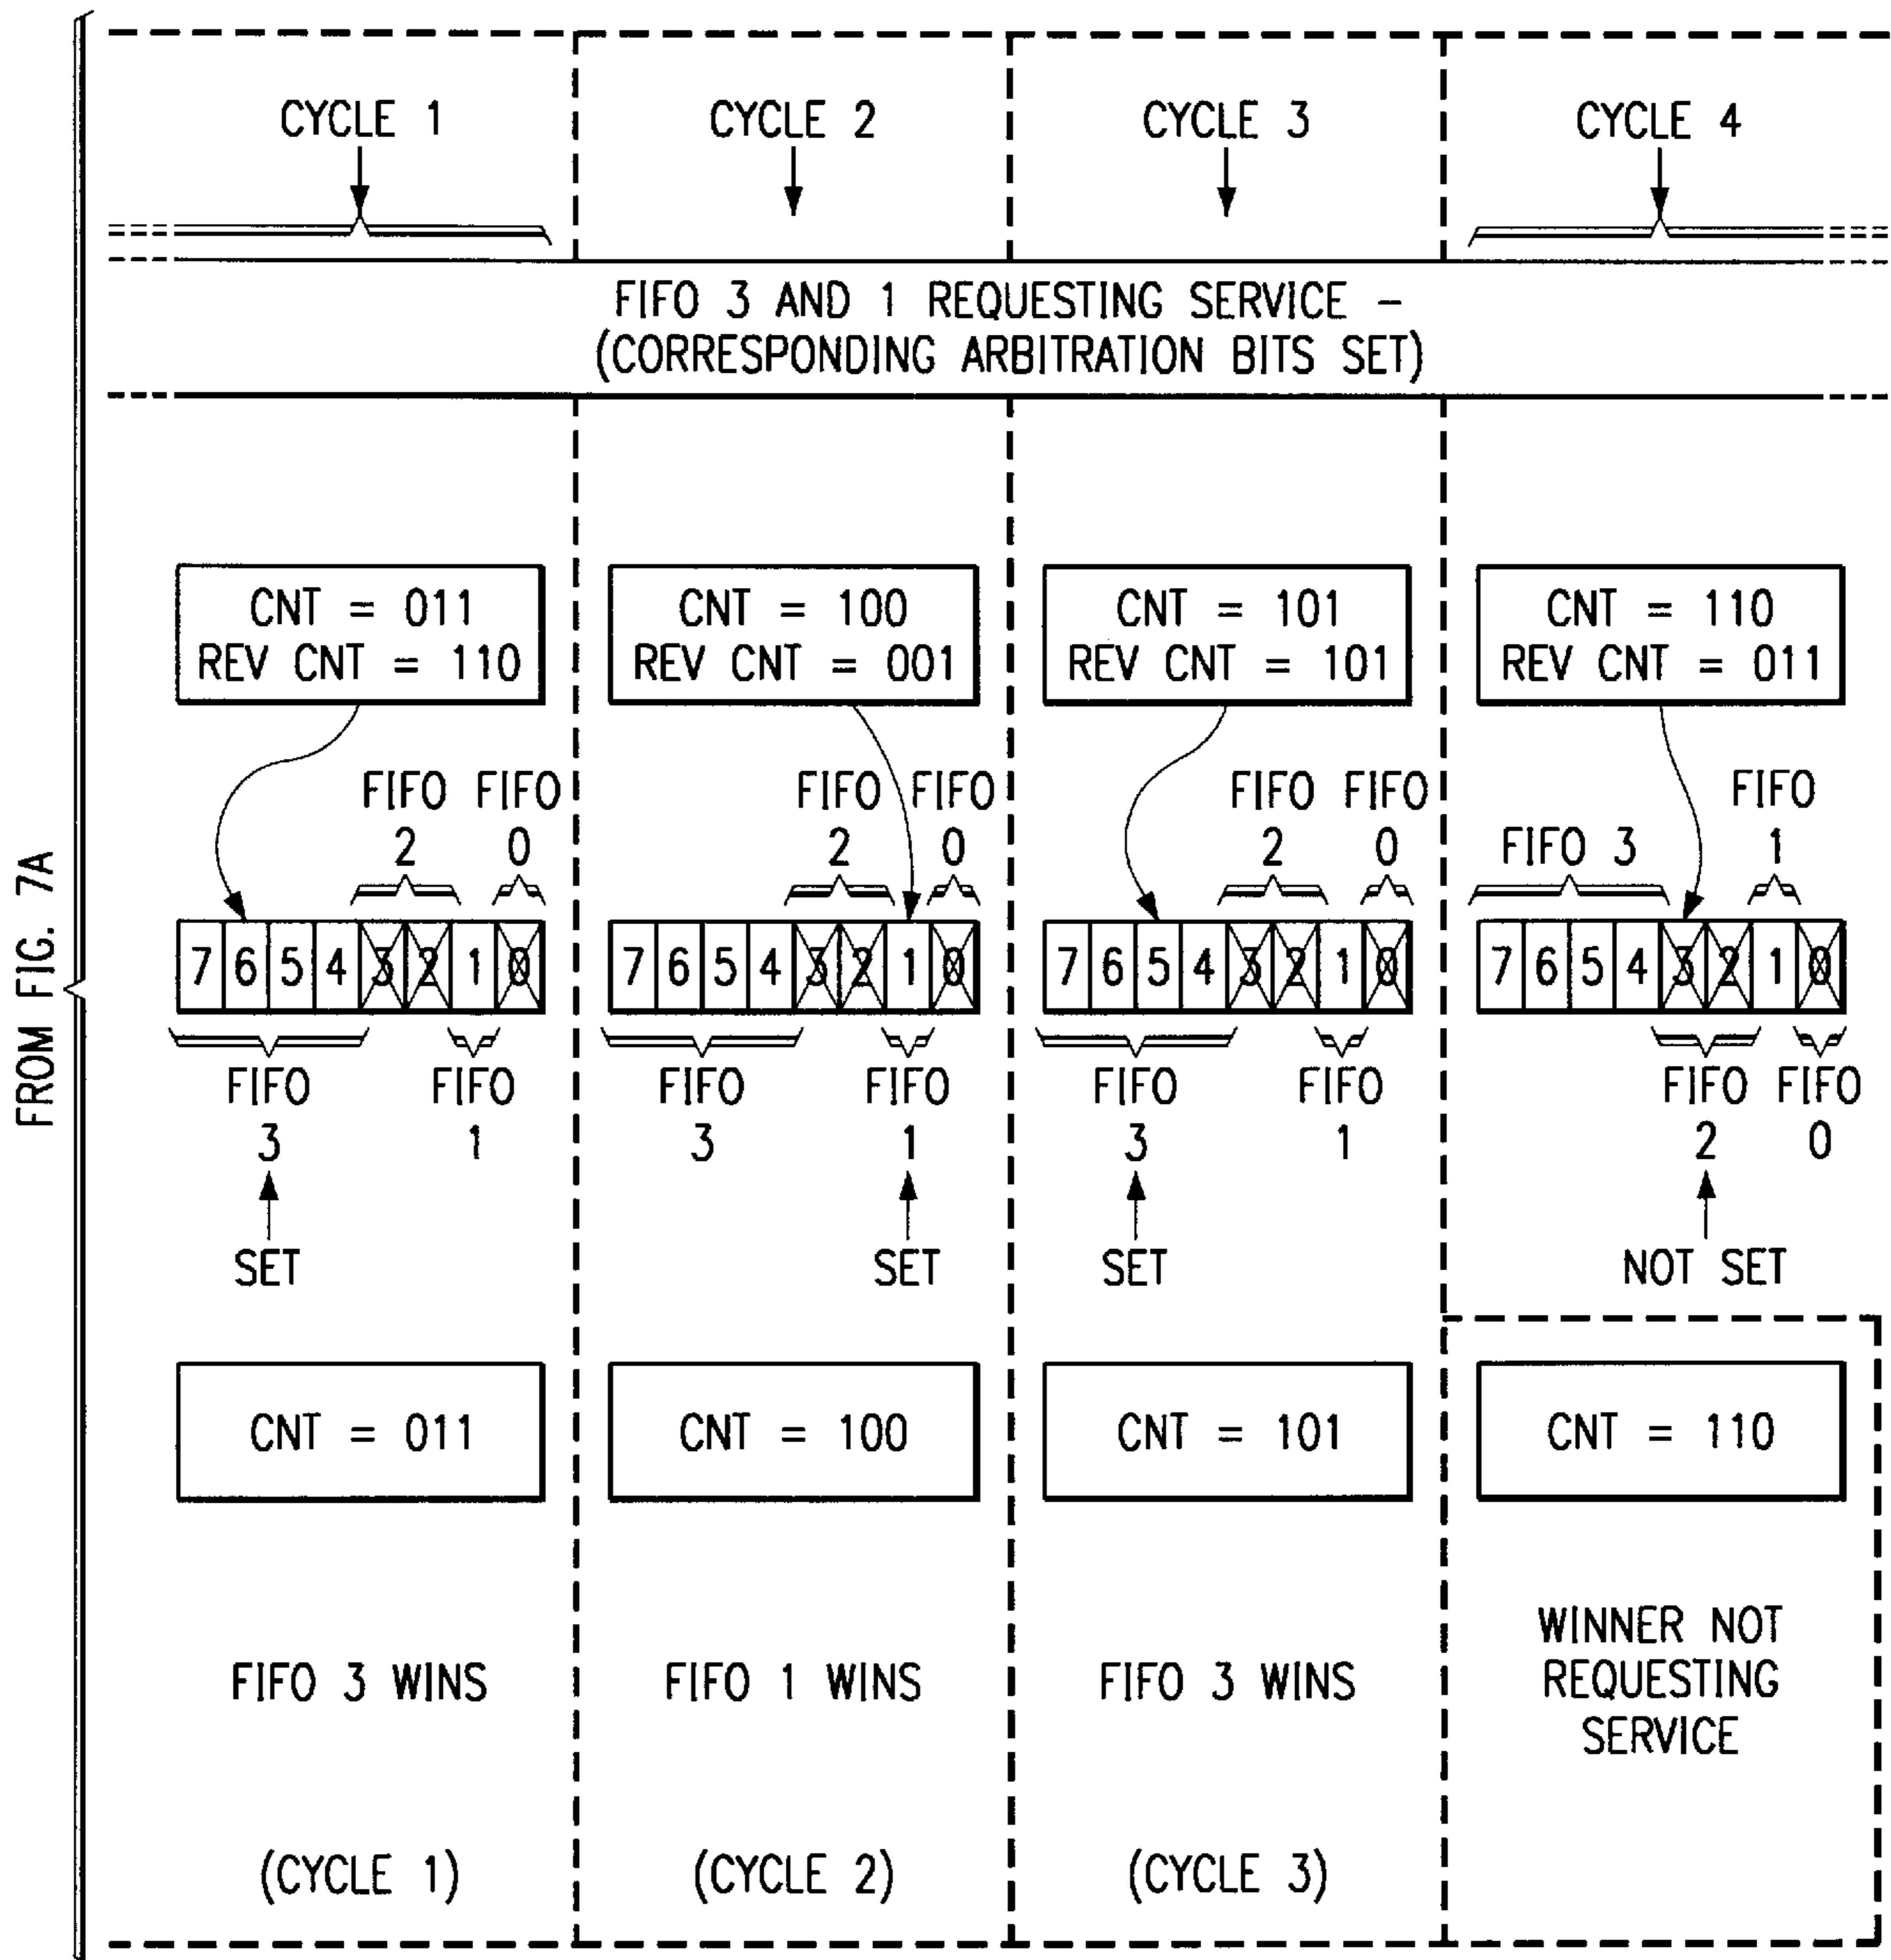 FROM FIG. 7A
CYCLE 1
CYCLE 2
CYCLE 3
CYCLE 4
FIFO 3 AND 1 REQUESTING SERVICE –
(CORRESPONDING ARBITRATION BITS SET)
CNT = 011
REV CNT = 110
FIFO 2
FIFO 0
7 6 5 4 3 2 1 0
FIFO 3
FIFO 1
SET
CNT = 011
FIFO 3 WINS
(CYCLE 1)
CNT = 100
REV CNT = 001
FIFO 2
FIFO 0
7 6 5 4 3 2 1 0
FIFO 3
FIFO 1
SET
CNT = 100
FIFO 1 WINS
(CYCLE 2)
CNT = 101
REV CNT = 101
FIFO 2
FIFO 0
7 6 5 4 3 2 1 0
FIFO 3
FIFO 1
SET
CNT = 101
FIFO 3 WINS
(CYCLE 3)
CNT = 110
REV CNT = 011
FIFO 3
FIFO 1
7 6 5 4 3 2 1 0
FIFO 2
FIFO 0
NOT SET
CNT = 110
WINNER NOT
REQUESTING
SERVICE